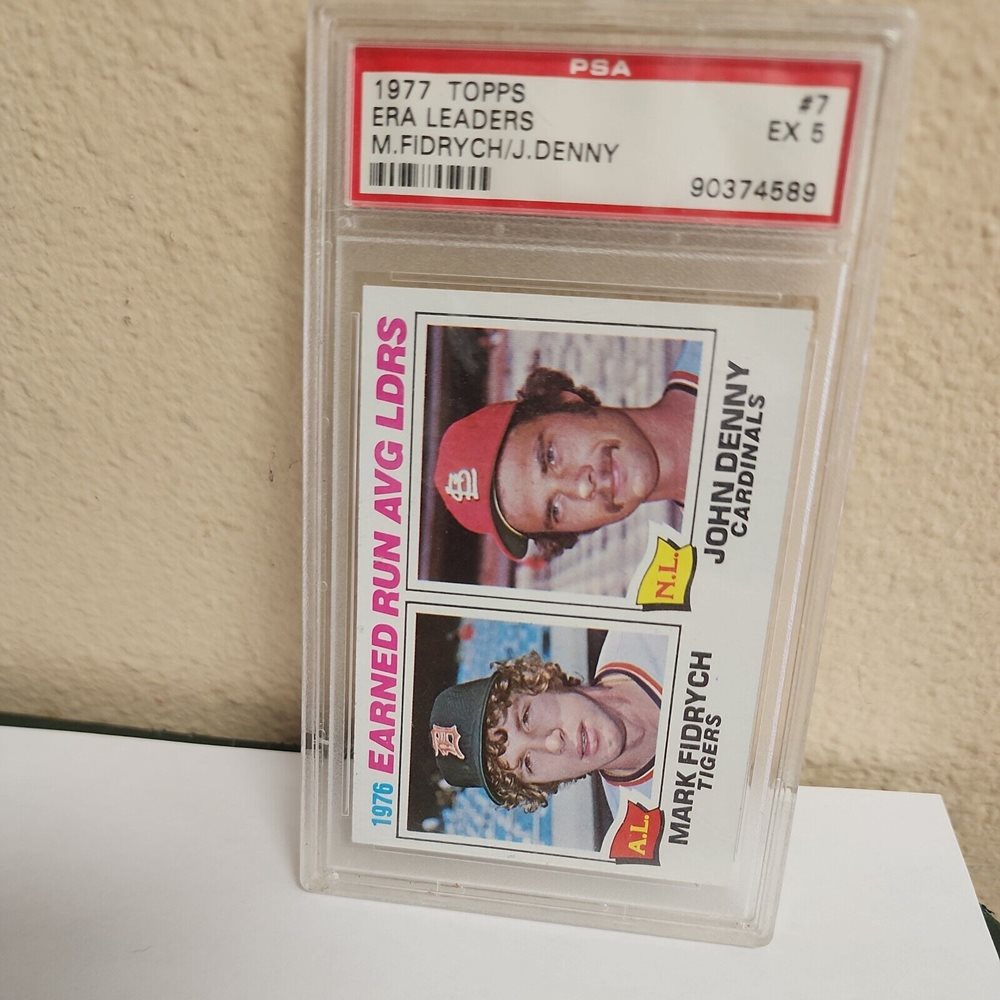 PSA
1977 TOPPS #7
ERA LEADERS EX 5
M.FIDRYCH/J.DENNY
90374589
1976 EARNED RUN AVG LDRS
A.L.
MARK FIDRYCH
TIGERS
N.L.
JOHN DENNY
CARDINALS